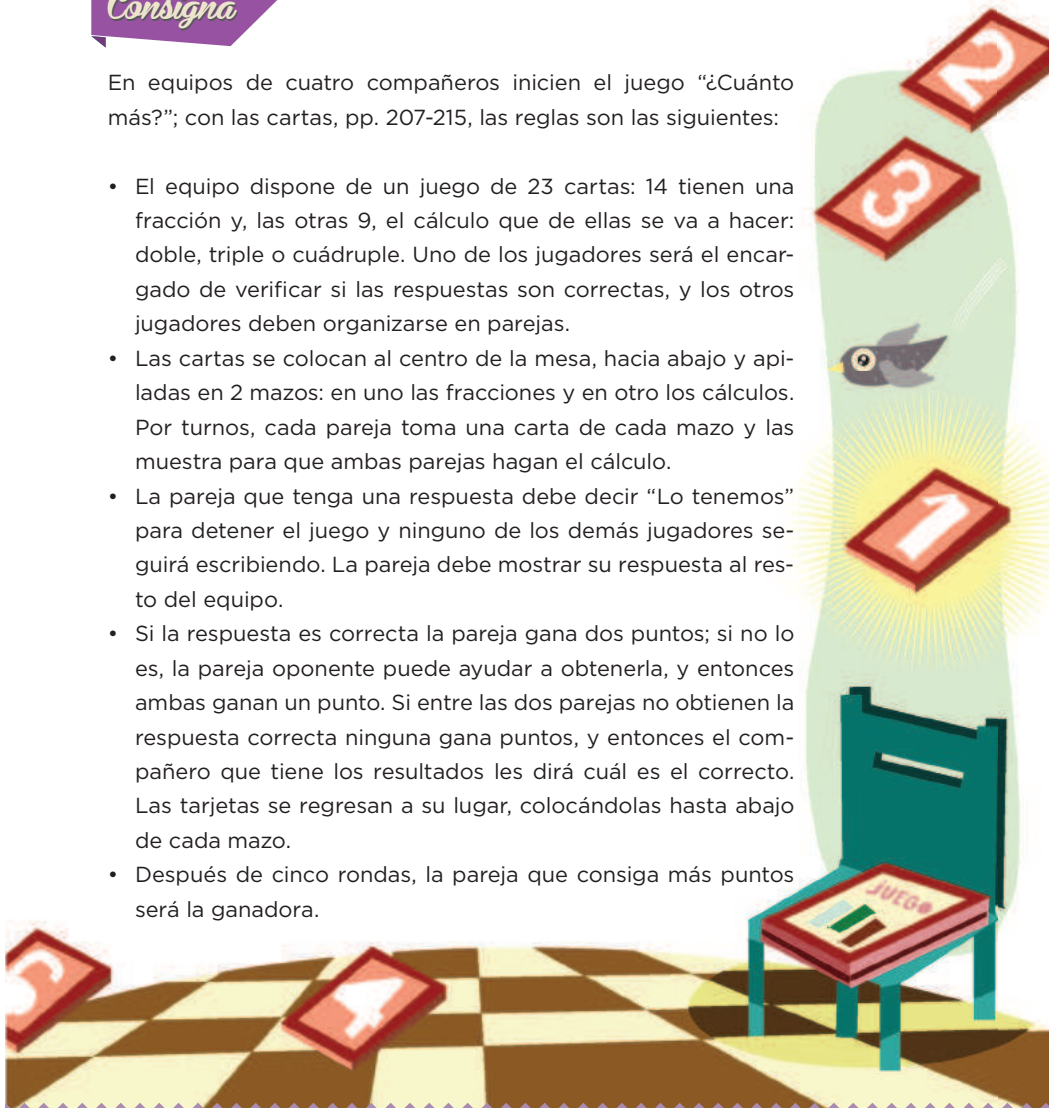 Consigna
En equipos de cuatro compañeros inicien el juego “¿Cuánto
más?”; con las cartas, pp. 207-215, las reglas son las siguientes:
• El equipo dispone de un juego de 23 cartas: 14 tienen una
fracción y, las otras 9, el cálculo que de ellas se va a hacer:
doble, triple o cuádruple. Uno de los jugadores será el encar-
gado de verificar si las respuestas son correctas, y los otros
jugadores deben organizarse en parejas.
• Las cartas se colocan al centro de la mesa, hacia abajo y api-
ladas en 2 mazos: en uno las fracciones y en otro los cálculos.
Por turnos, cada pareja toma una carta de cada mazo y las
muestra para que ambas parejas hagan el cálculo.
• La pareja que tenga una respuesta debe decir “Lo tenemos”
para detener el juego y ninguno de los demás jugadores se-
guirá escribiendo. La pareja debe mostrar su respuesta al res-
to del equipo.
• Si la respuesta es correcta la pareja gana dos puntos; si no lo
es, la pareja oponente puede ayudar a obtenerla, y entonces
ambas ganan un punto. Si entre las dos parejas no obtienen la
respuesta correcta ninguna gana puntos, y entonces el com-
pañero que tiene los resultados les dirá cuál es el correcto.
Las tarjetas se regresan a su lugar, colocándolas hasta abajo
de cada mazo.
• Después de cinco rondas, la pareja que consiga más puntos
será la ganadora.
2
3
1
JUEGO
5
4